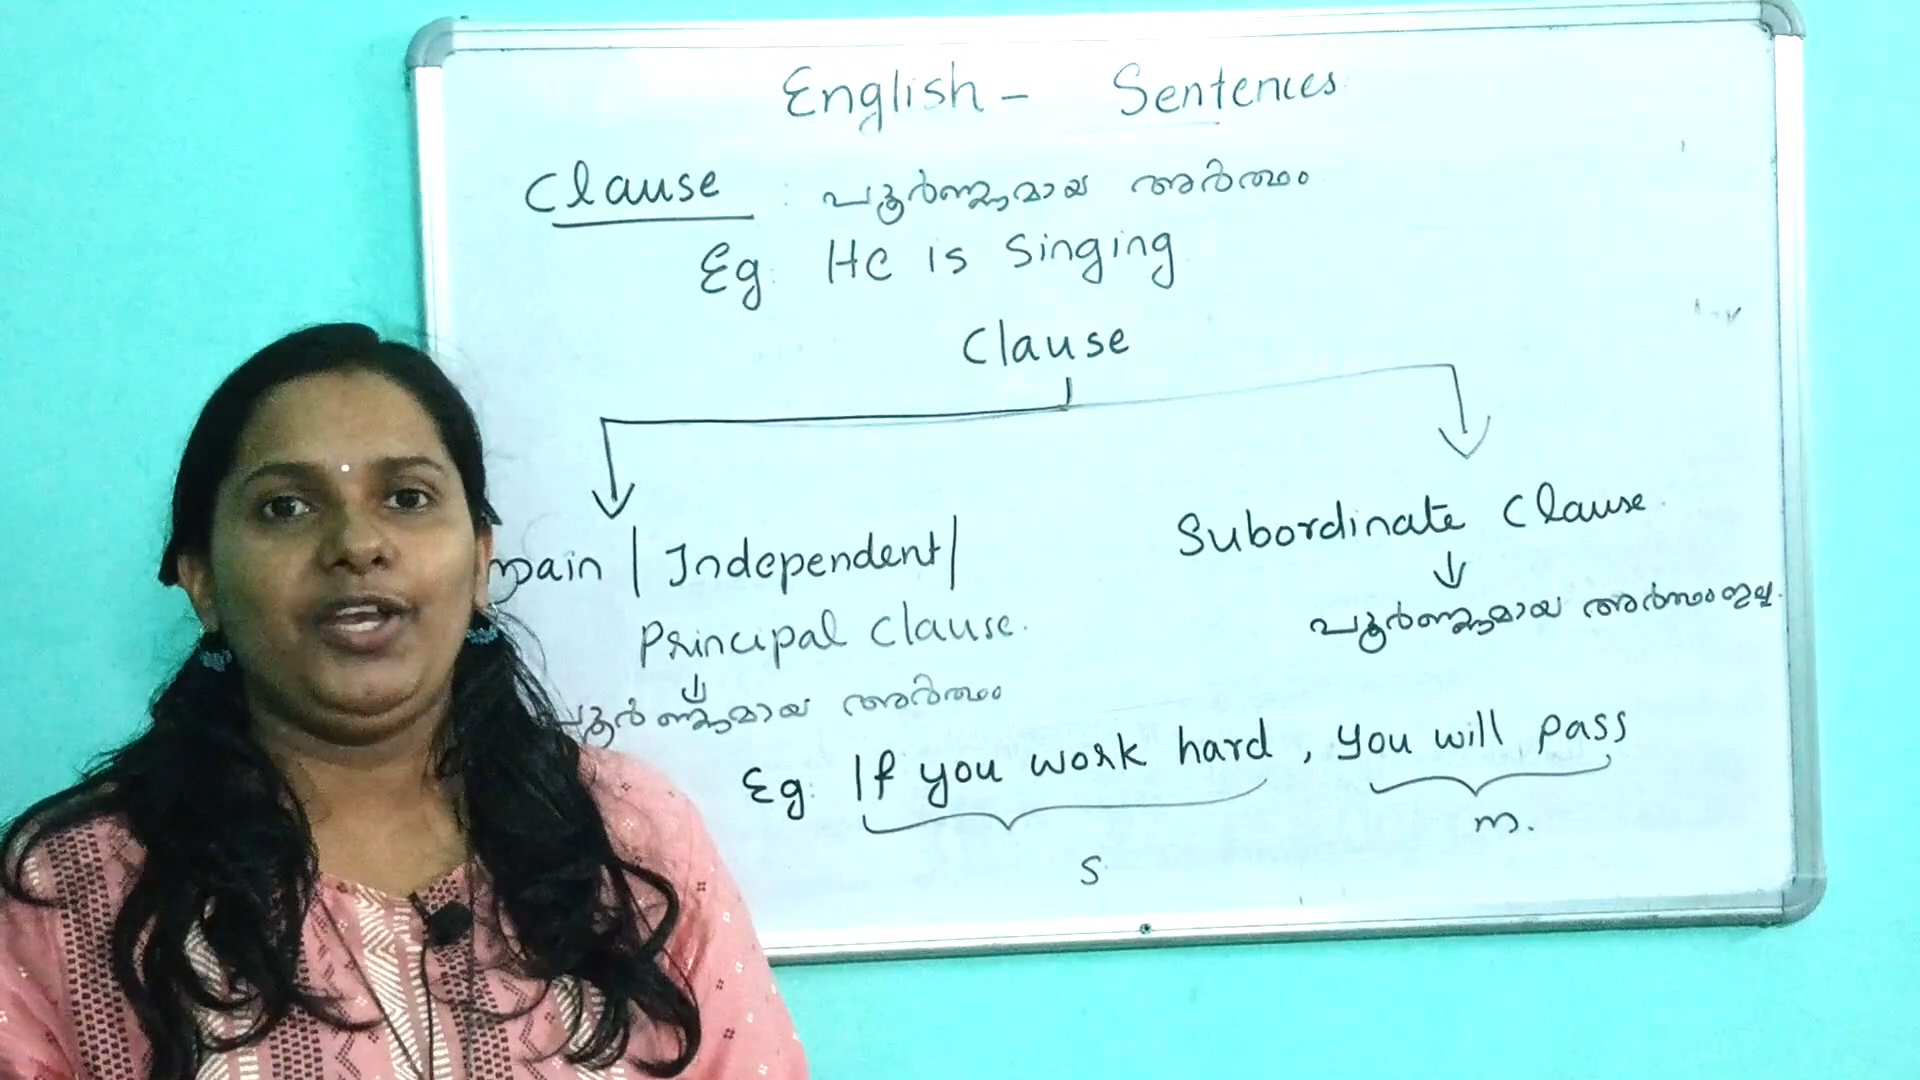 English - Sentences
Clause : പൂർണ്ണമായ അർത്ഥം
Eg: He is Singing
Clause
main / Independent /
Principal Clause.
പൂർണ്ണമായ അർത്ഥം
Subordinate Clause.
പൂർണ്ണമായ അർത്ഥം ഇല്ല.
Eg: If you work hard, you will pass
S
m.